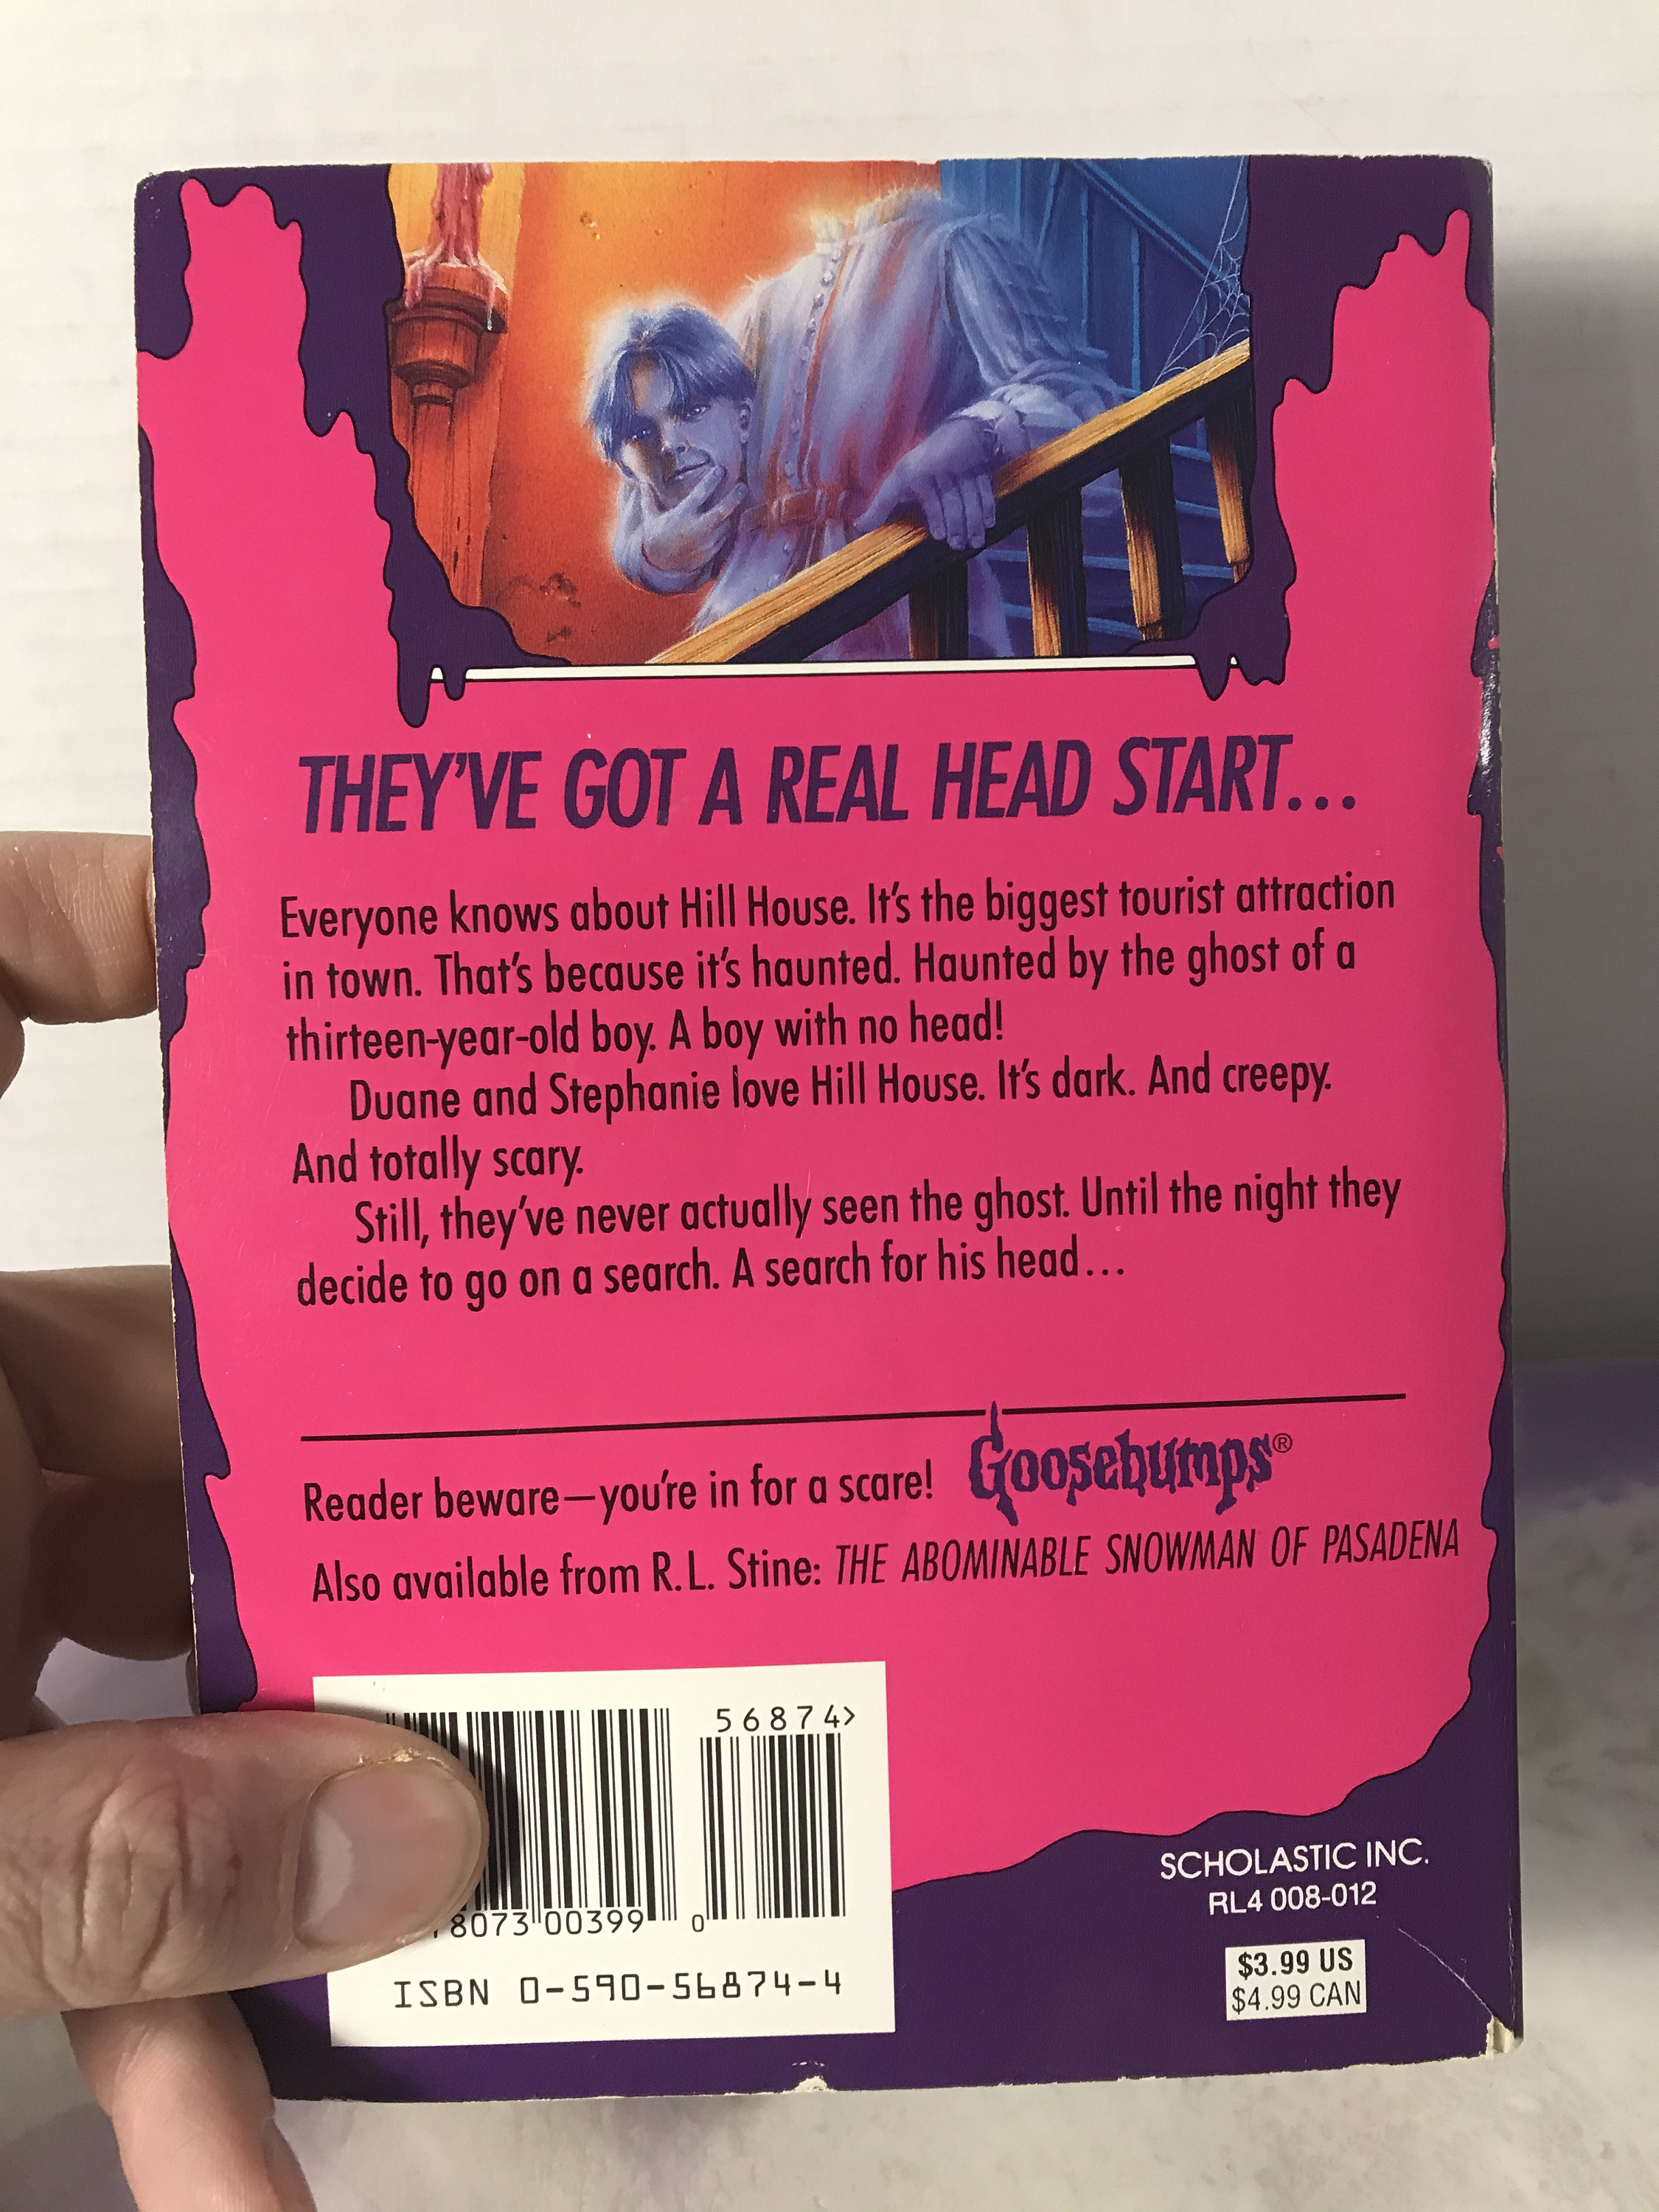 THEY'VE GOT A REAL HEAD START...
Everyone knows about Hill House. It's the biggest tourist attraction
in town. That's because it's haunted. Haunted by the ghost of a
thirteen-year-old boy. A boy with no head!
Duane and Stephanie love Hill House. It's dark. And creepy.
And totally scary.
Still, they've never actually seen the ghost. Until the night they
decide to go on a search. A search for his head...
Reader beware—you're in for a scare! Goosebumps®
Also available from R.L. Stine: THE ABOMINABLE SNOWMAN OF PASADENA
56874>
8073 00399 0
ISBN 0-590-56874-4
SCHOLASTIC INC.
RL4 008-012
$3.99 US
$4.99 CAN